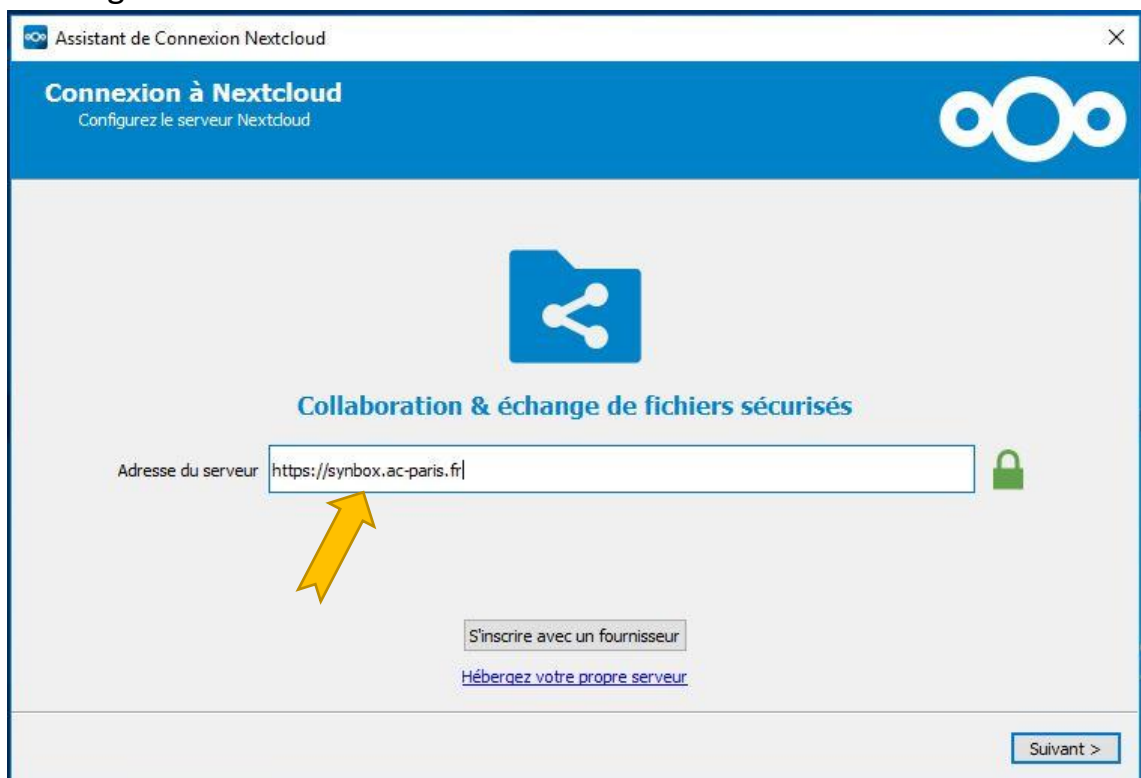 Assistant de Connexion Nextcloud
Connexion à Nextcloud
Configurez le serveur Nextcloud
Collaboration & échange de fichiers sécurisés
Adresse du serveur https://synbox.ac-paris.fr
S'inscrire avec un fournisseur
Hébergez votre propre serveur
Suivant >